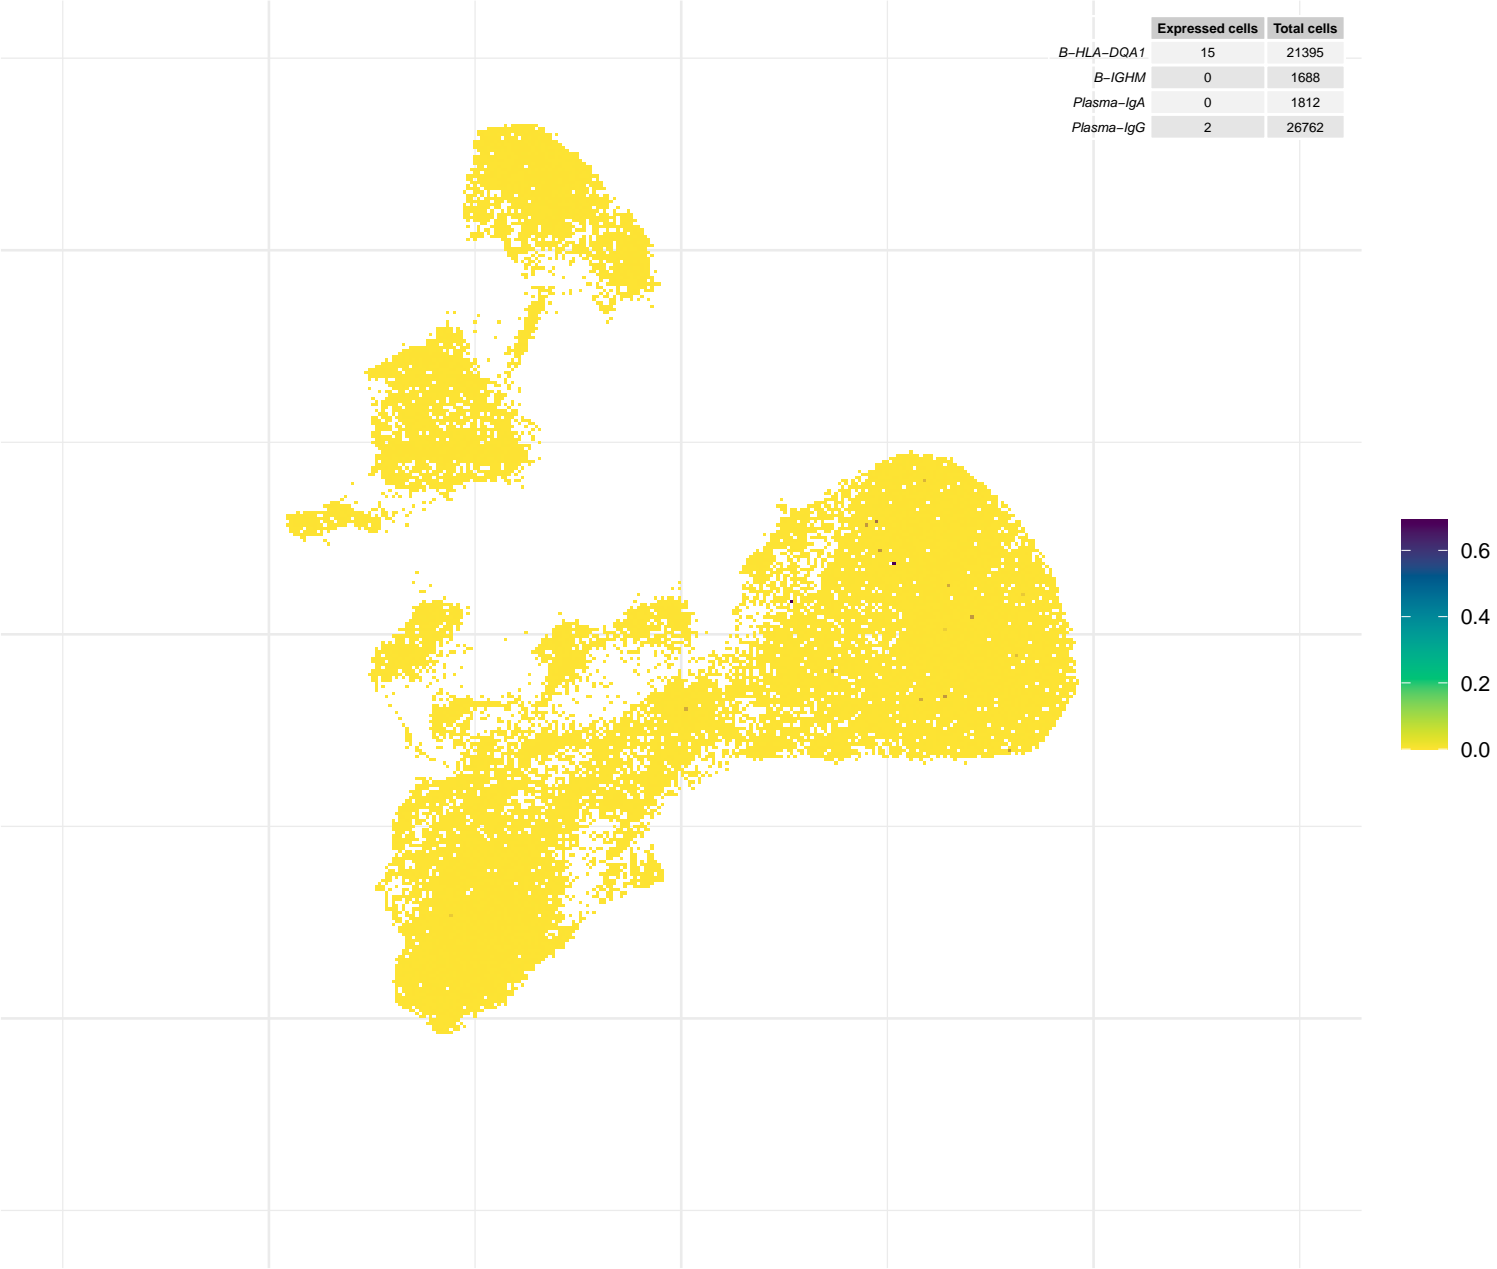 Expressed cells Total cells
B−HLA−DQA1 15 21395
B−IGHM 0 1688
Plasma−IgA 0 1812
Plasma−IgG 2 26762
0.6
0.4
0.2
0.0